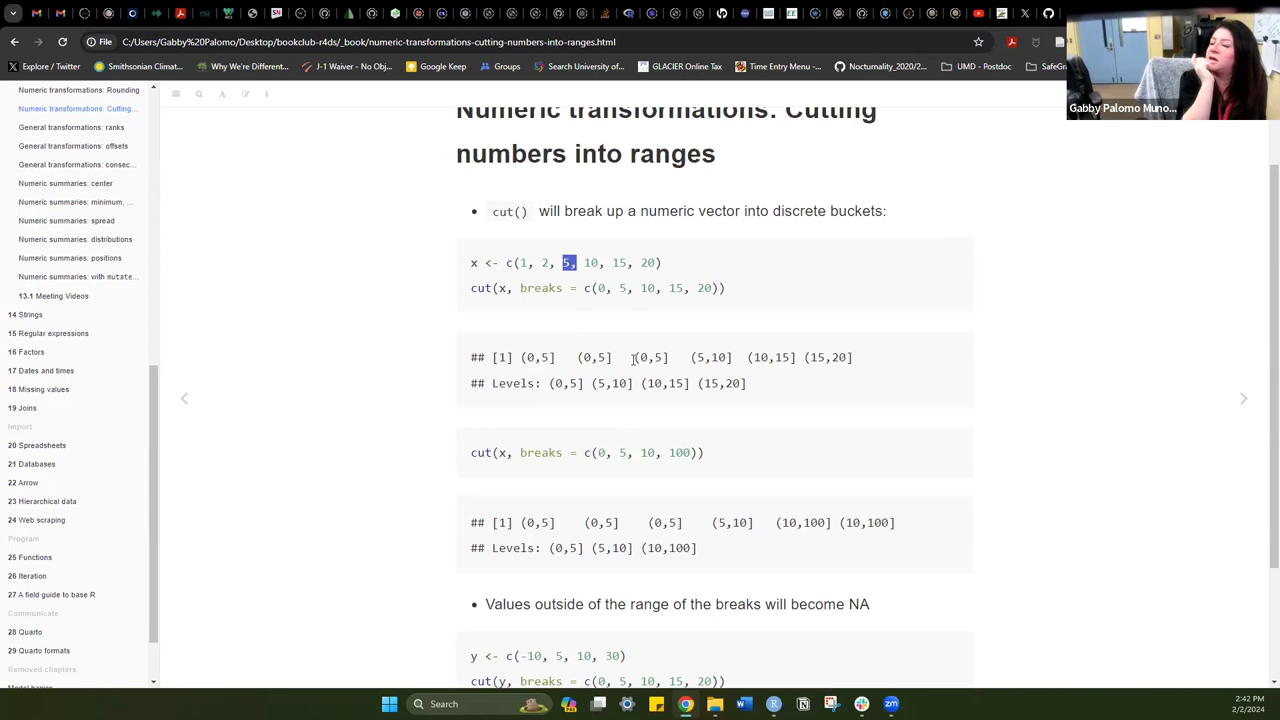 File
C:/Users/Gabby%20Palomo/Desktop/bookclub-r4ds/_book/numeric-transformations-cutting-numbers-into-ranges.html
Explore / Twitter
Smithsonian Climat...
Why We're Different...
J-1 Waiver - No Obj...
Google Keep
Groups
Search University of...
GLACIER Online Tax
Time Entry Menu -...
Nocturnality_2020/2...
UMD - Postdoc
SafeGra
Gabby Palomo Muno...
Numeric transformations: Rounding
Numeric transformations: Cutting...
General transformations: ranks
General transformations: offsets
General transformations: consec...
Numeric summaries: center
Numeric summaries: minimum, ...
Numeric summaries: spread
Numeric summaries: distributions
Numeric summaries: positions
Numeric summaries: with mutate...
13.1 Meeting Videos
14 Strings
15 Regular expressions
16 Factors
17 Dates and times
18 Missing values
19 Joins
Import
20 Spreadsheets
21 Databases
22 Arrow
23 Hierarchical data
24 Web scraping
Program
25 Functions
26 Iteration
27 A field guide to base R
Communicate
28 Quarto
29 Quarto formats
Removed chapters
Model basics
Numeric transformations: Cutting
numbers into ranges
• cut() will break up a numeric vector into discrete buckets:
x <- c(1, 2, 5, 10, 15, 20)
cut(x, breaks = c(0, 5, 10, 15, 20))
## [1] (0,5] (0,5] (0,5] (5,10] (10,15] (15,20]
## Levels: (0,5] (5,10] (10,15] (15,20]
cut(x, breaks = c(0, 5, 10, 100))
## [1] (0,5] (0,5] (0,5] (5,10] (10,100] (10,100]
## Levels: (0,5] (5,10] (10,100]
• Values outside of the range of the breaks will become NA
y <- c(-10, 5, 10, 30)
cut(y, breaks = c(0, 5, 10, 15, 20))
Search
2:42 PM
2/2/2024